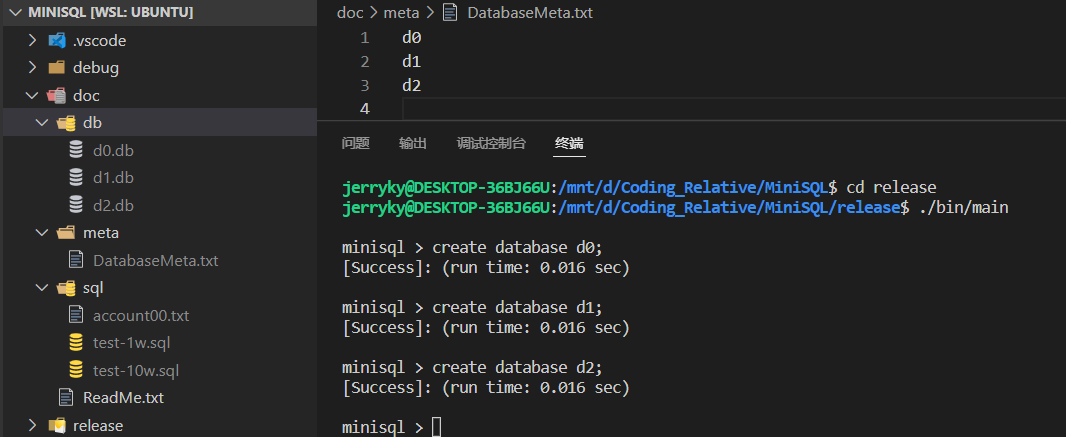 MINISQL [WSL: UBUNTU]
.vscode
debug
doc
db
d0.db
d1.db
d2.db
meta
DatabaseMeta.txt
sql
account00.txt
test-1w.sql
test-10w.sql
ReadMe.txt
release
doc > meta > DatabaseMeta.txt
1 d0
2 d1
3 d2
4
问题 输出 调试控制台 终端
jerryky@DESKTOP-36BJ66U:/mnt/d/Coding_Relative/MiniSQL$ cd release
jerryky@DESKTOP-36BJ66U:/mnt/d/Coding_Relative/MiniSQL/release$ ./bin/main
minisql > create database d0;
[Success]: (run time: 0.016 sec)
minisql > create database d1;
[Success]: (run time: 0.016 sec)
minisql > create database d2;
[Success]: (run time: 0.016 sec)
minisql >